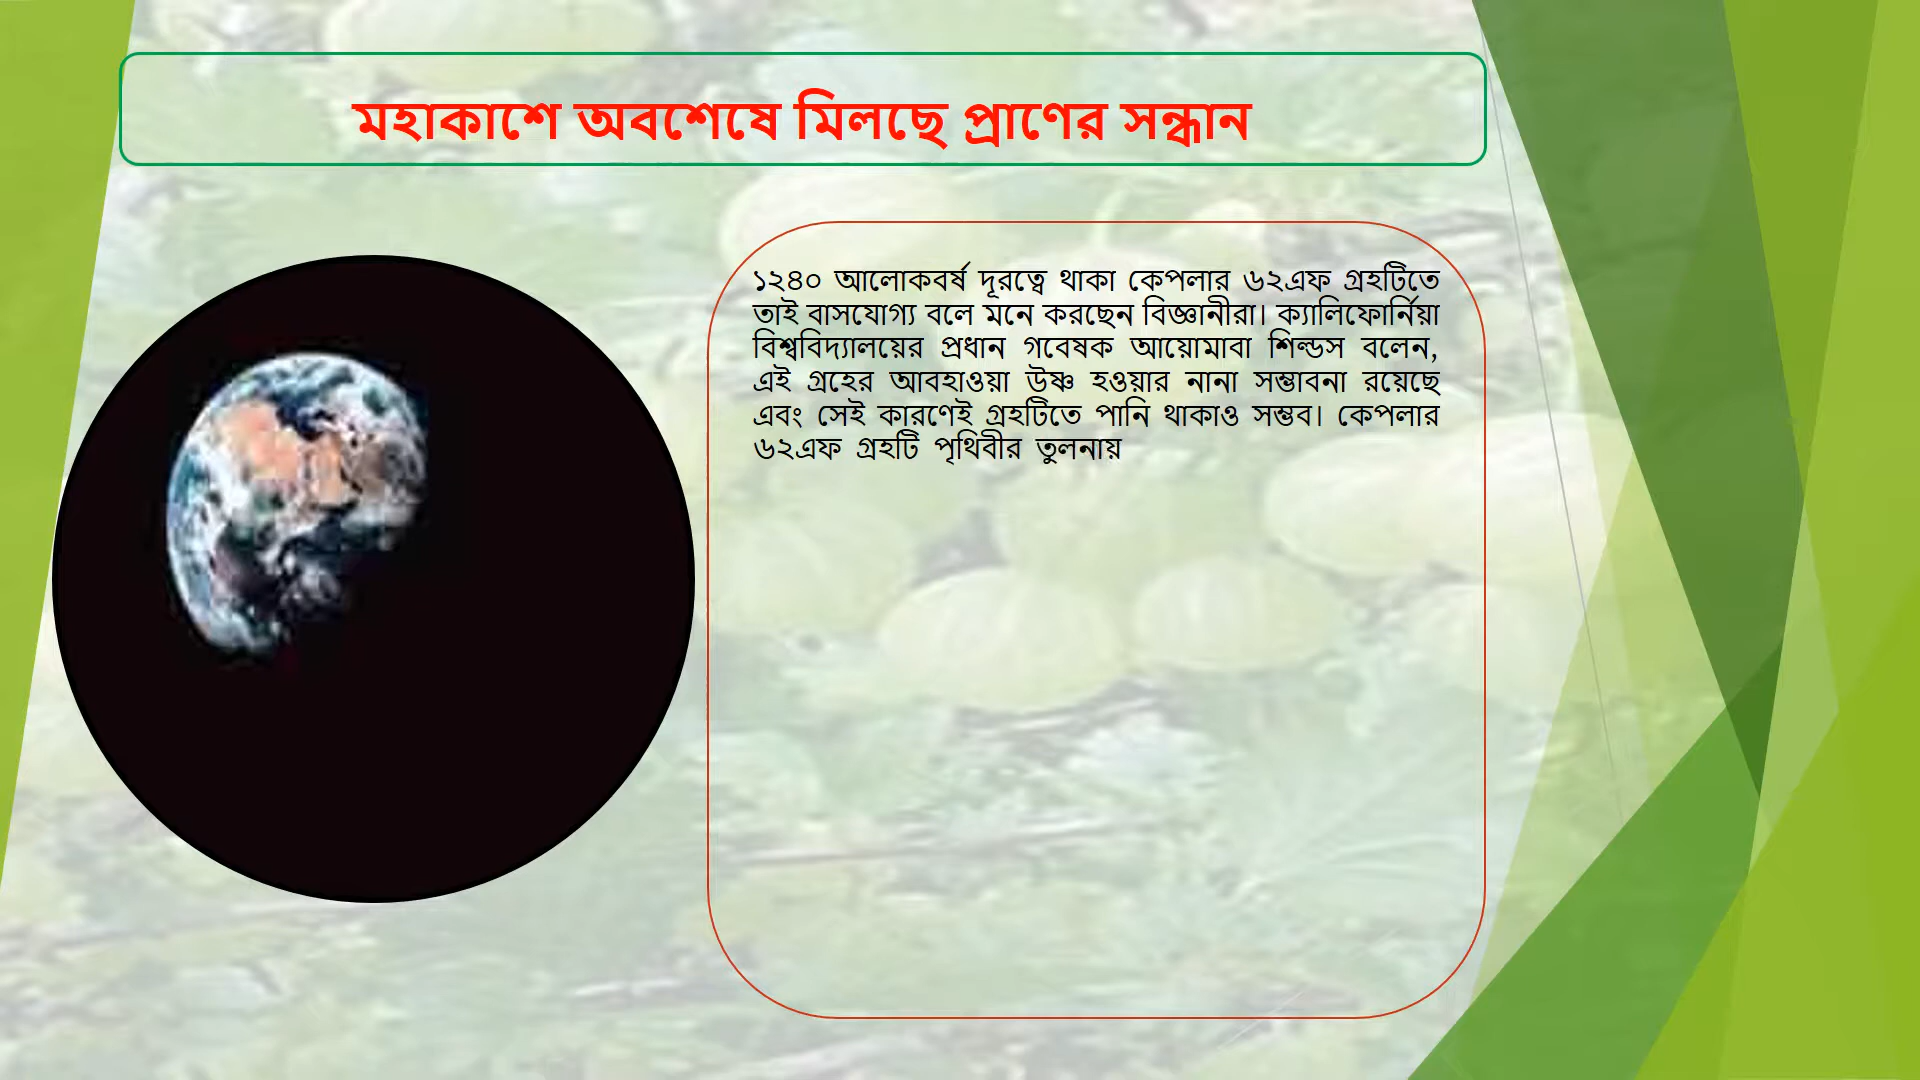 মহাকাশে অবশেষে মিলছে প্রাণের সন্ধান
১২৪০ আলোকবর্ষ দূরত্বে থাকা কেপলার ৬২এফ গ্রহটিতে
তাই বাসযোগ্য বলে মনে করছেন বিজ্ঞানীরা। ক্যালিফোর্নিয়া
বিশ্ববিদ্যালয়ের প্রধান গবেষক আয়োমাবা শিল্ডস বলেন,
এই গ্রহের আবহাওয়া উষ্ণ হওয়ার নানা সম্ভাবনা রয়েছে
এবং সেই কারণেই গ্রহটিতে পানি থাকাও সম্ভব। কেপলার
৬২এফ গ্রহটি পৃথিবীর তুলনায়